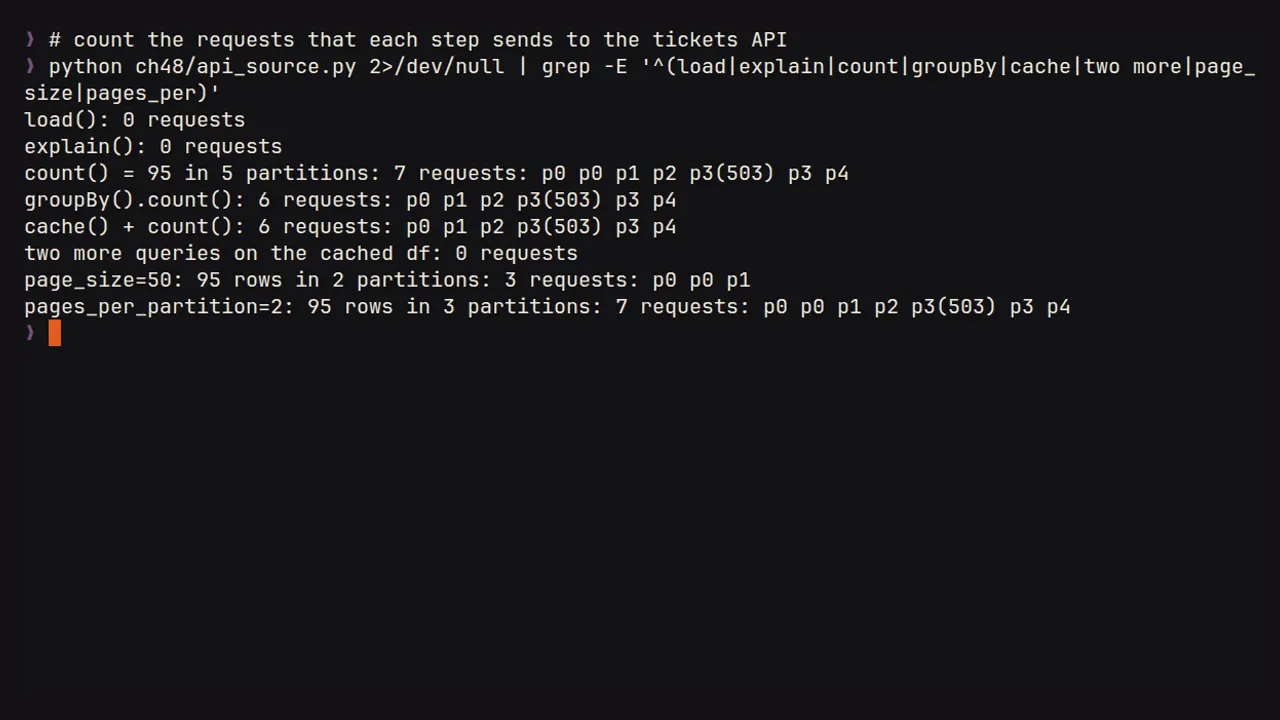 ❯ # count the requests that each step sends to the tickets API
❯ python ch48/api_source.py 2>/dev/null | grep -E '^(load|explain|count|groupBy|cache|two more|page_
size|pages_per)'
load(): 0 requests
explain(): 0 requests
count() = 95 in 5 partitions: 7 requests: p0 p0 p1 p2 p3(503) p3 p4
groupBy().count(): 6 requests: p0 p1 p2 p3(503) p3 p4
cache() + count(): 6 requests: p0 p1 p2 p3(503) p3 p4
two more queries on the cached df: 0 requests
page_size=50: 95 rows in 2 partitions: 3 requests: p0 p0 p1
pages_per_partition=2: 95 rows in 3 partitions: 7 requests: p0 p0 p1 p2 p3(503) p3 p4
❯